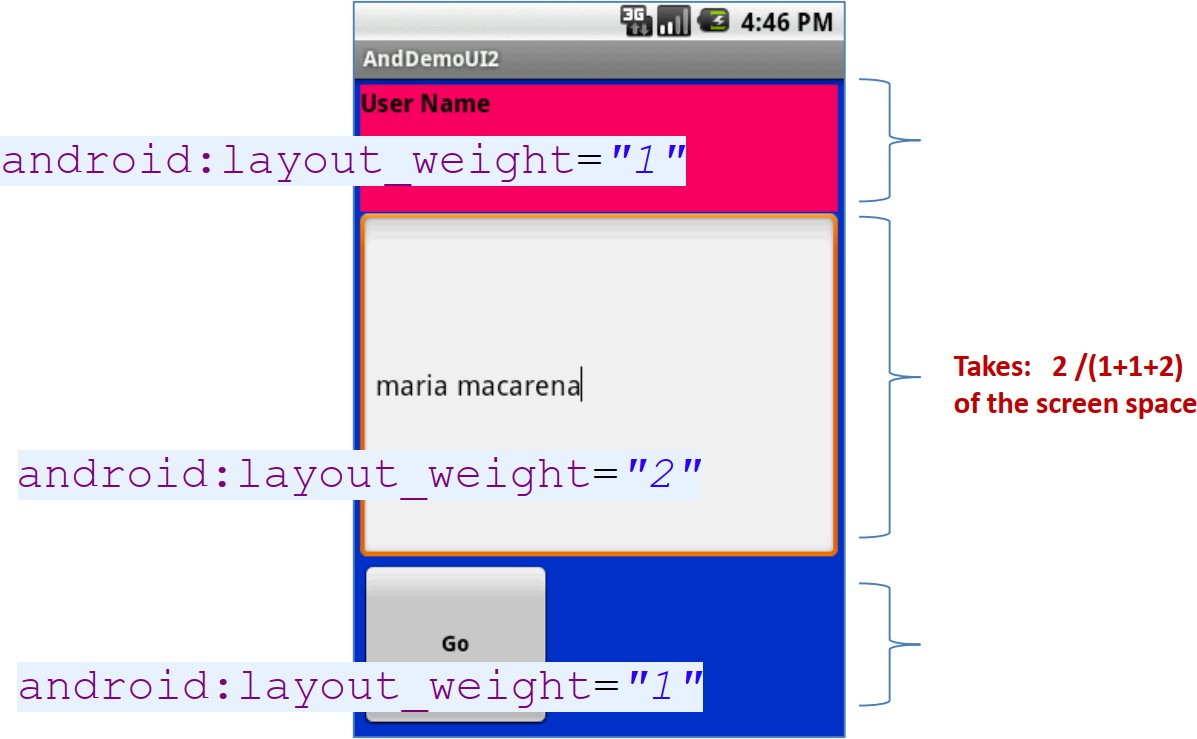 3G 4:46 PM
AndDemoUI2
User Name
android:layout_weight="1"
maria macarena
Takes: 2 /(1+1+2)
of the screen space
android:layout_weight="2"
Go
android:layout_weight="1"